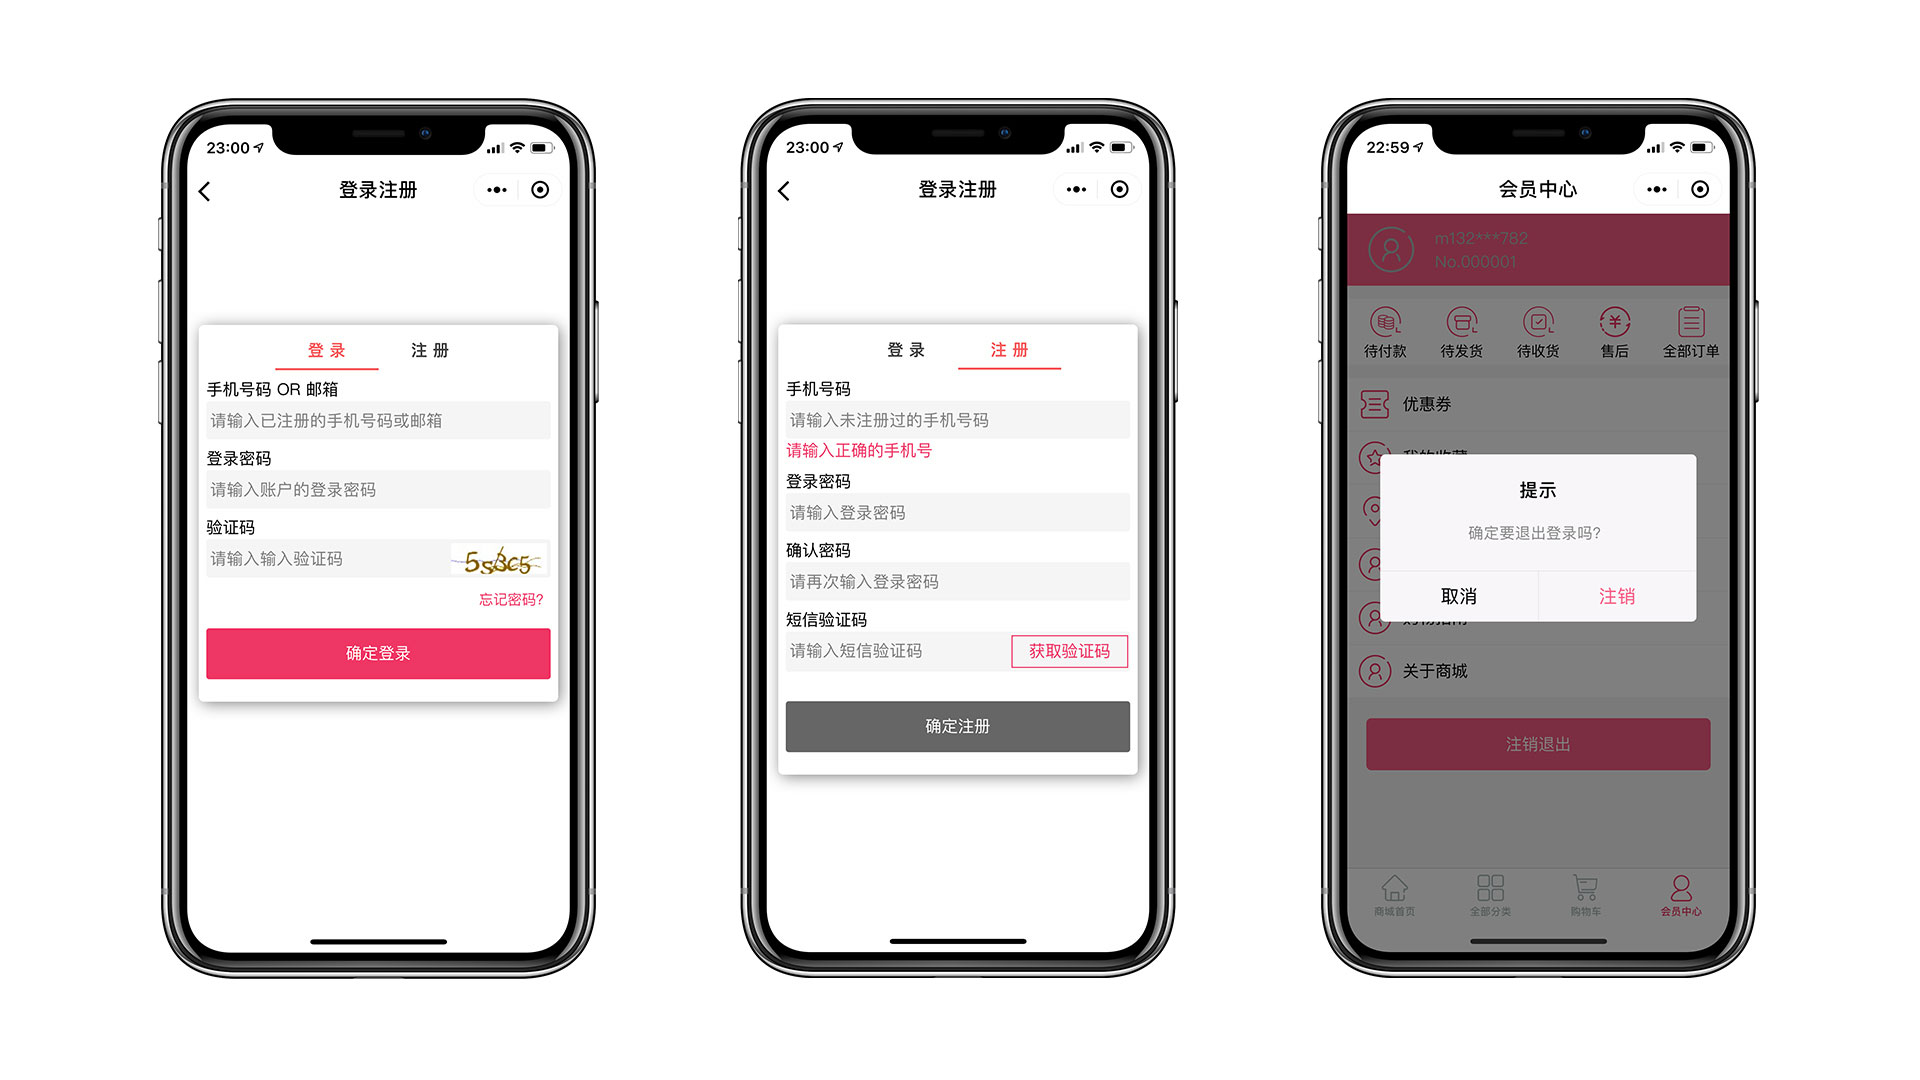 23:00
登录注册
登 录 注 册
手机号码 OR 邮箱
请输入已注册的手机号码或邮箱
登录密码
请输入账户的登录密码
验证码
请输入输入验证码
5s3c5
忘记密码?
确定登录
23:00
登录注册
登 录 注 册
手机号码
请输入未注册过的手机号码
请输入正确的手机号
登录密码
请输入登录密码
确认密码
请再次输入登录密码
短信验证码
请输入短信验证码 获取验证码
确定注册
22:59
会员中心
m132***782
No.000001
待付款 待发货 待收货 售后 全部订单
优惠券
我的收藏
提示
确定要退出登录吗?
取消 注销
购物指南
关于商城
注销退出
商城首页 全部分类 购物车 会员中心